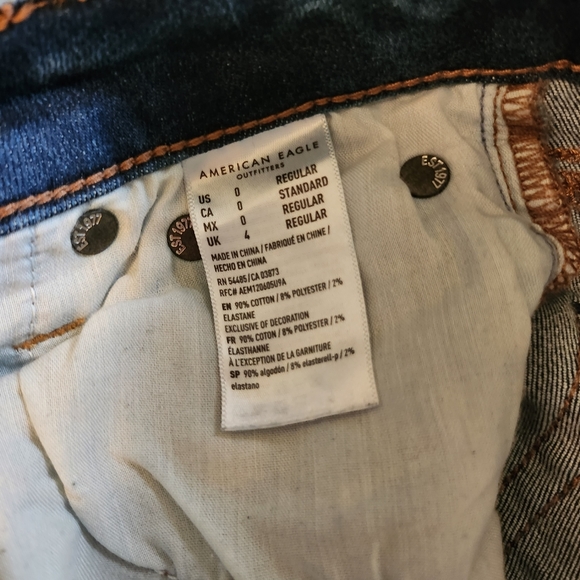 AMERICAN EAGLE
OUTFITTERS
US 0 REGULAR
CA 0 STANDARD
MX 0 REGULAR
UK 4 REGULAR
MADE IN CHINA / FABRIQUÉ EN CHINE /
HECHO EN CHINA
RN 54485 / CA 03873
RFC# AEM120605U9A
EN 90% COTTON / 8% POLYESTER / 2%
ELASTANE
EXCLUSIVE OF DECORATION
FR 90% COTON / 8% POLYESTER / 2%
ÉLASTHANNE
À L'EXCEPTION DE LA GARNITURE
SP 90% algodón / 8% elasterell-p / 2%
elastano
EST 1977
EST 1977
EST 1977